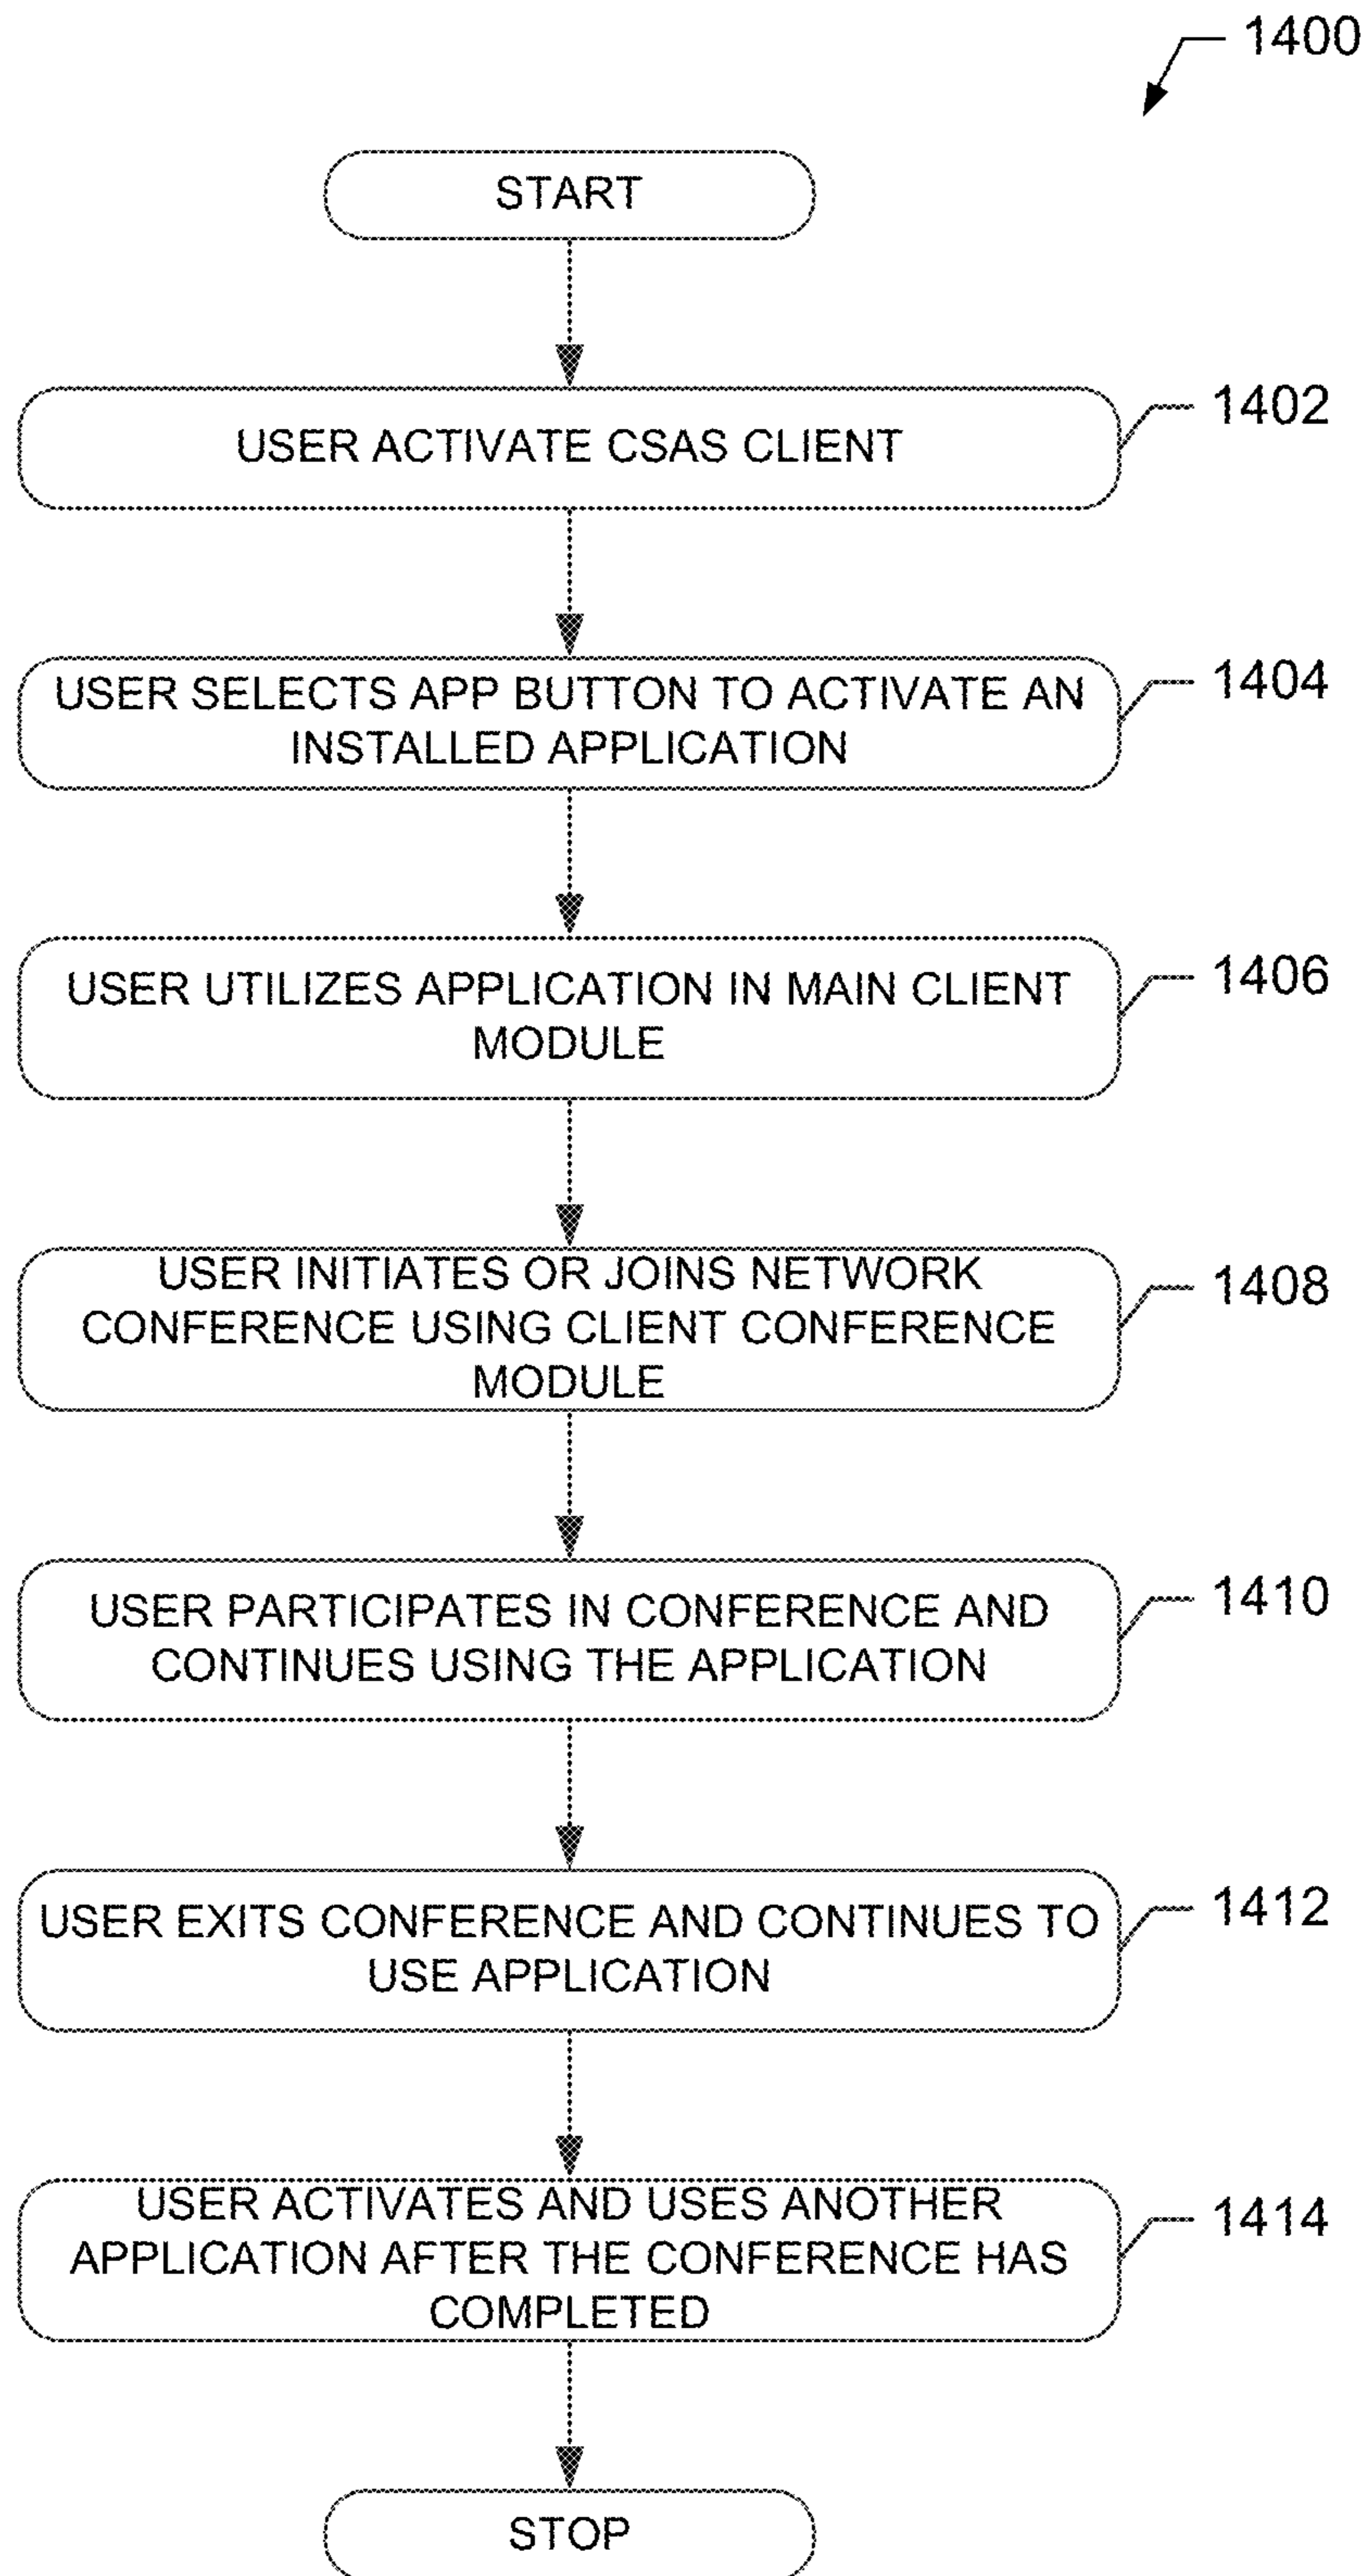 1400
START
USER ACTIVATE CSAS CLIENT
1402
USER SELECTS APP BUTTON TO ACTIVATE AN
INSTALLED APPLICATION
1404
USER UTILIZES APPLICATION IN MAIN CLIENT
MODULE
1406
USER INITIATES OR JOINS NETWORK
CONFERENCE USING CLIENT CONFERENCE
MODULE
1408
USER PARTICIPATES IN CONFERENCE AND
CONTINUES USING THE APPLICATION
1410
USER EXITS CONFERENCE AND CONTINUES TO
USE APPLICATION
1412
USER ACTIVATES AND USES ANOTHER
APPLICATION AFTER THE CONFERENCE HAS
COMPLETED
1414
STOP